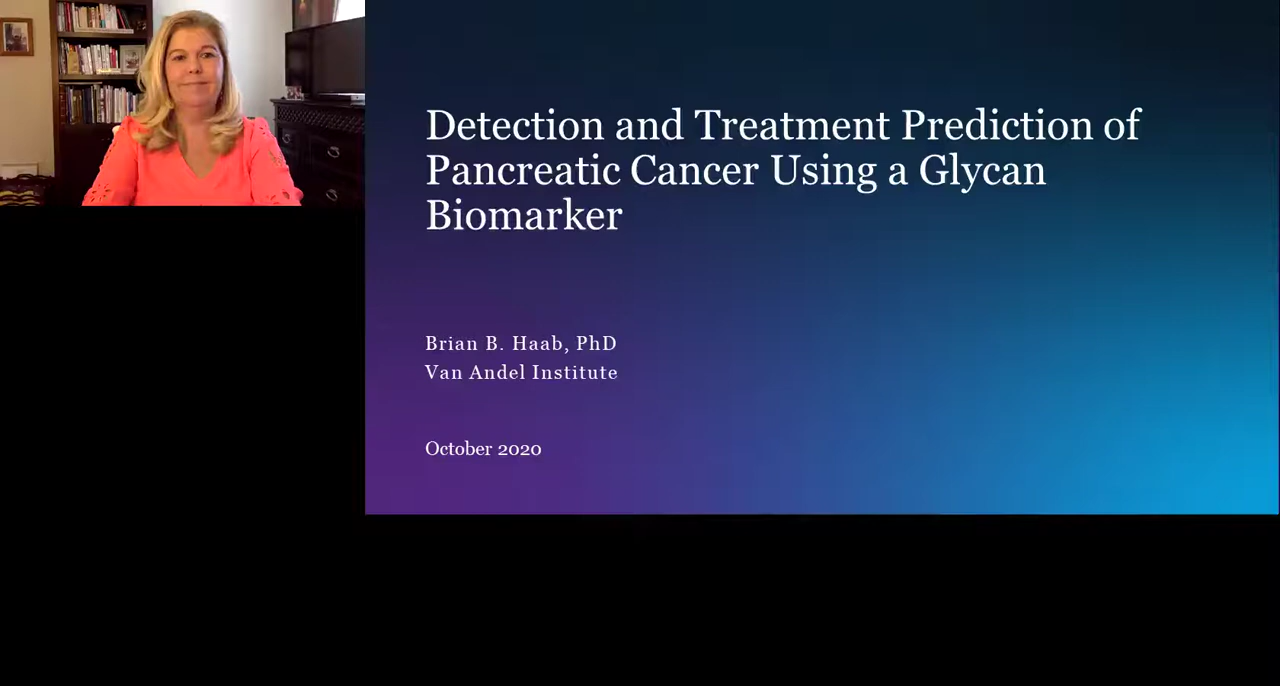 Detection and Treatment Prediction of
Pancreatic Cancer Using a Glycan
Biomarker
Brian B. Haab, PhD
Van Andel Institute
October 2020